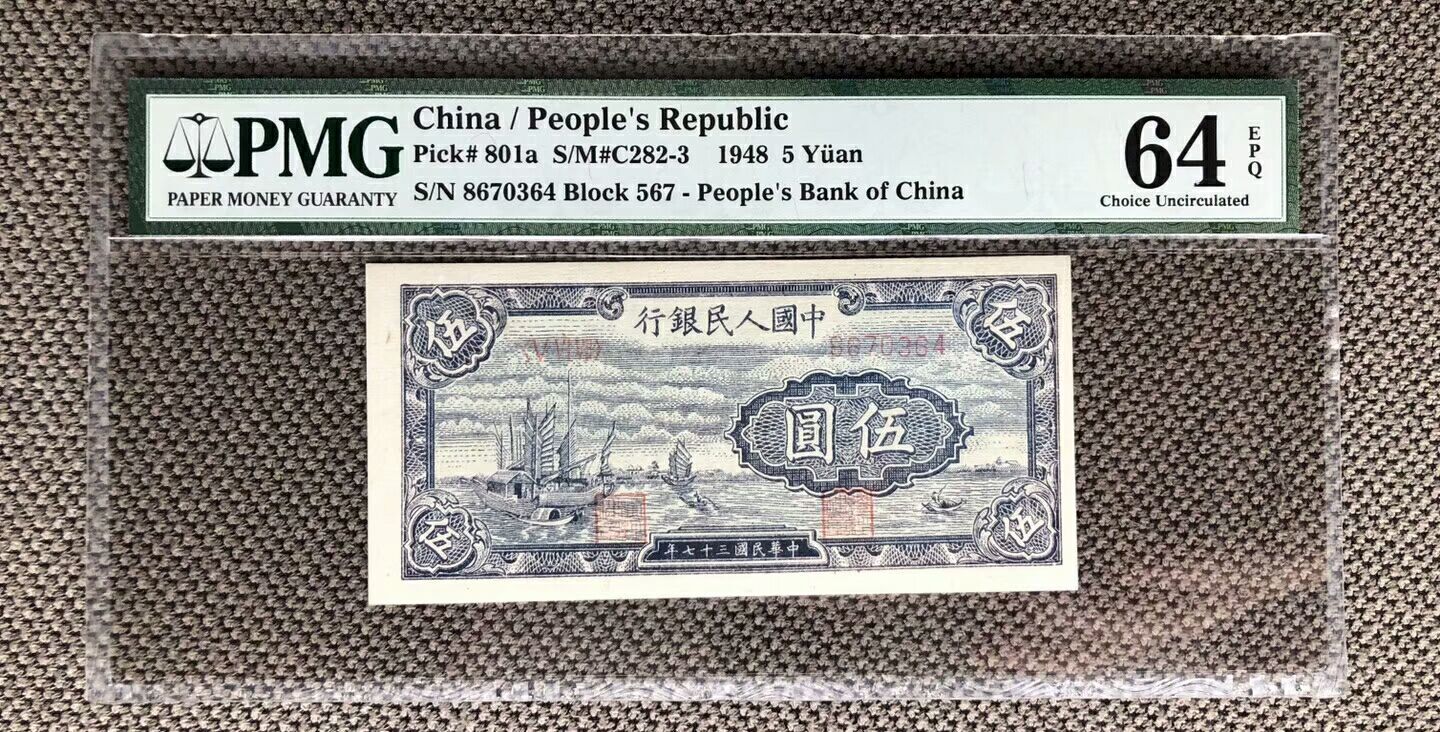 PMG
PAPER MONEY GUARANTY
China / People's Republic
Pick# 801a S/M#C282-3 1948 5 Yüan
S/N 8670364 Block 567 - People's Bank of China
64
EPQ
Choice Uncirculated
行銀民人國中
8670364
伍
伍
圓伍
伍
伍
年七十三國民華中